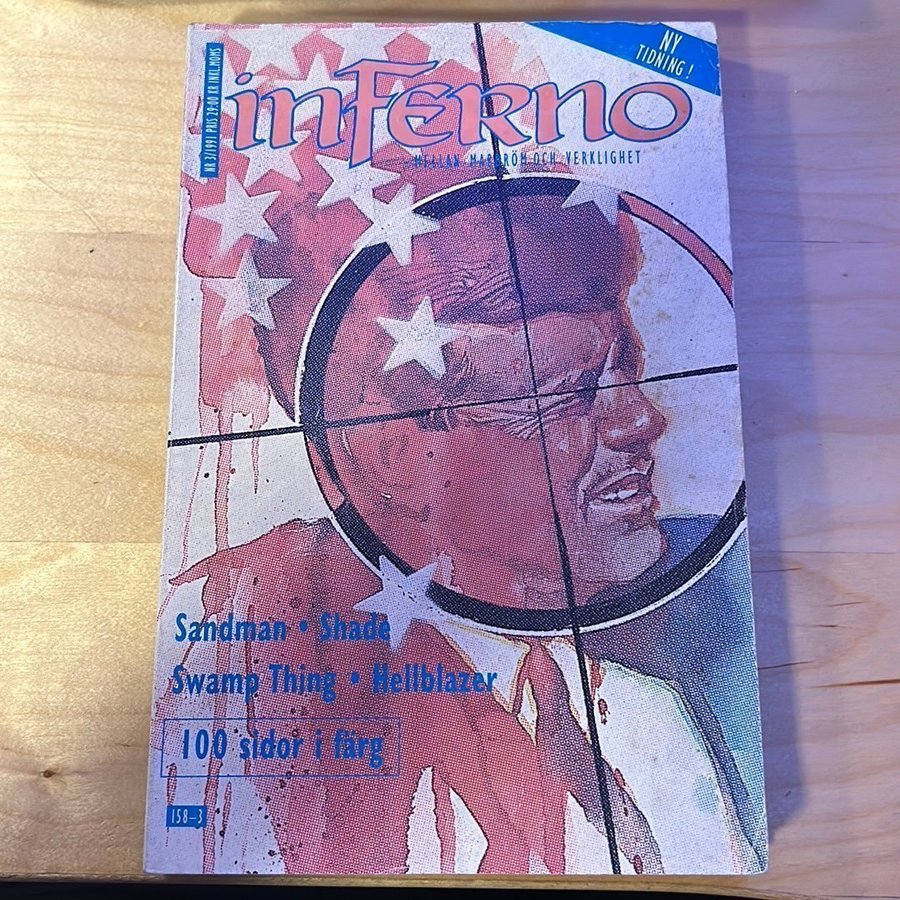 NR 3/1991 PRIS 29:00 KR INKL.MOMS
NY
TIDNING!
inFERNO
MELLAN MARDRÖM OCH VERKLIGHET
Sandman • Shade
Swamp Thing • Hellblazer
100 sidor i färg
158–3